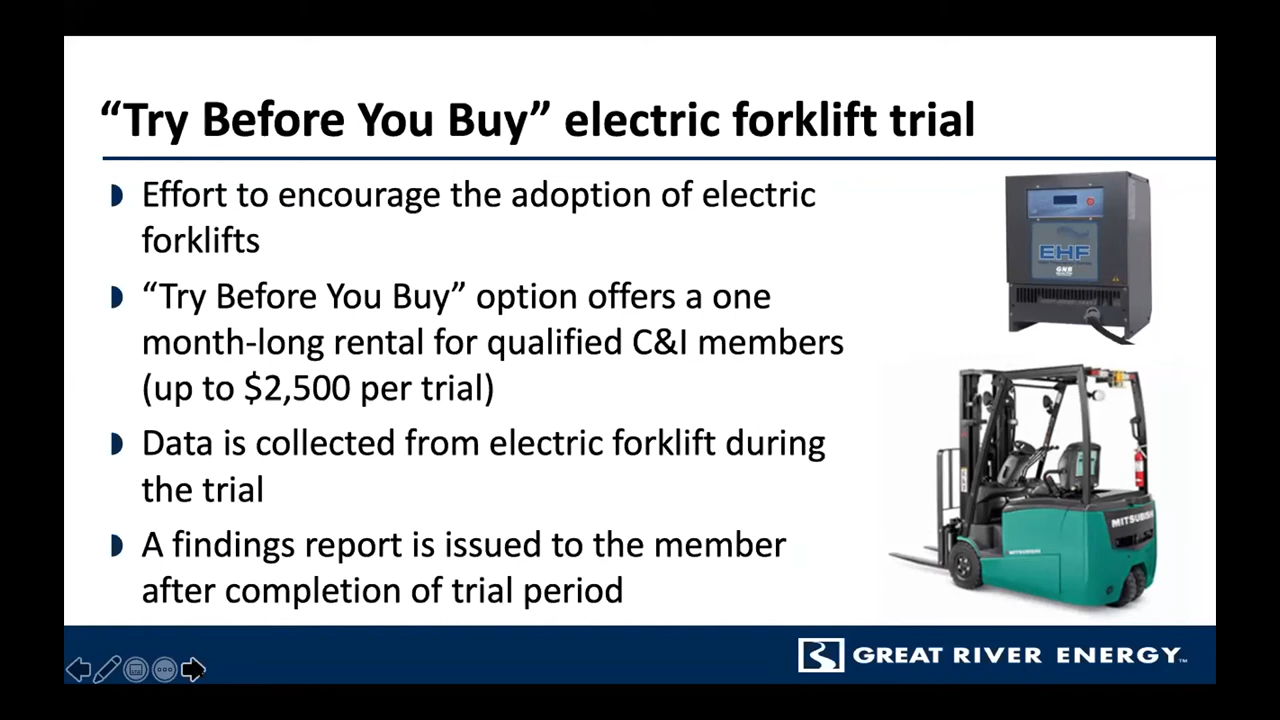 “Try Before You Buy” electric forklift trial
Effort to encourage the adoption of electric
forklifts
“Try Before You Buy” option offers a one
month-long rental for qualified C&I members
(up to $2,500 per trial)
Data is collected from electric forklift during
the trial
A findings report is issued to the member
after completion of trial period
EHF
GNB
MITSUBISHI
MITSUBISHI
GREAT RIVER ENERGY™